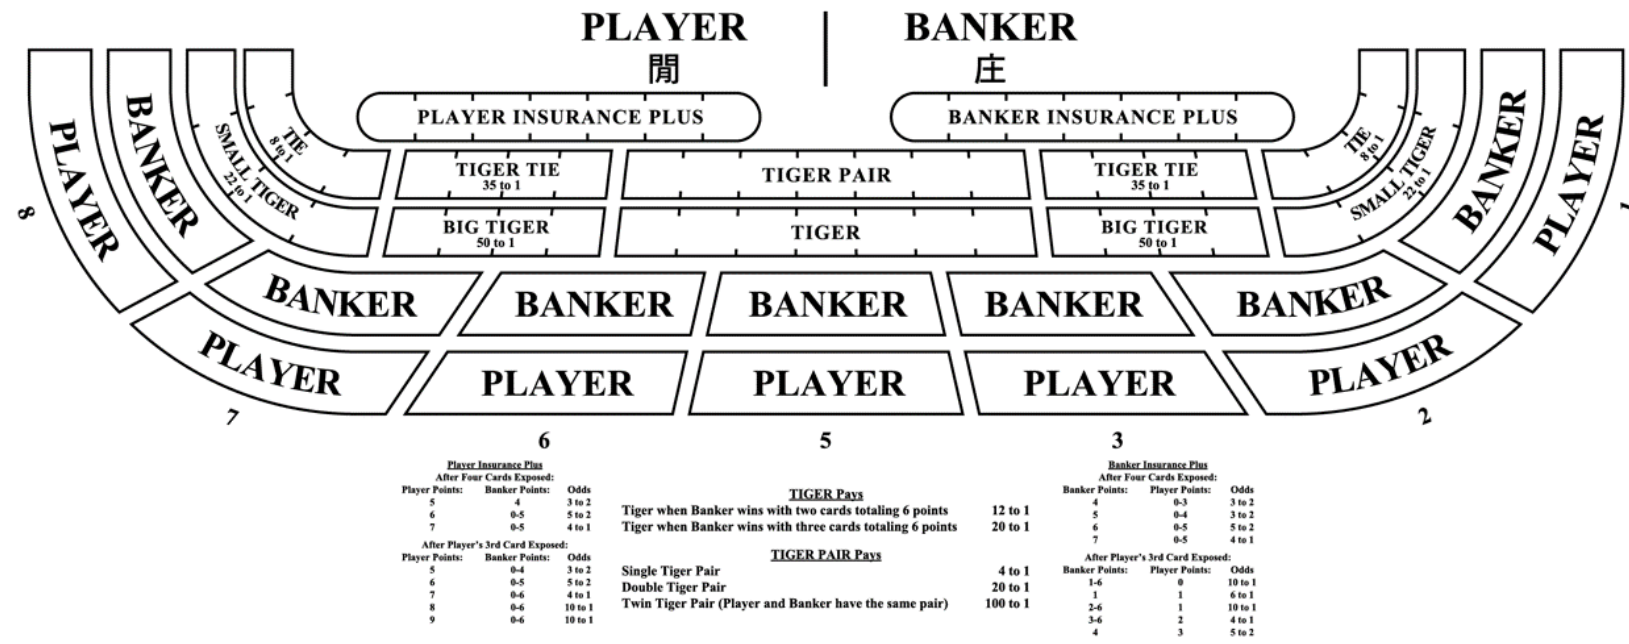 PLAYER
閒
BANKER
庄
PLAYER INSURANCE PLUS
BANKER INSURANCE PLUS
PLAYER
BANKER
SMALL TIGER
22 to 1
TIE
8 to 1
TIGER TIE
35 to 1
TIGER PAIR
TIGER TIE
35 to 1
TIE
8 to 1
SMALL TIGER
22 to 1
BANKER
PLAYER
BIG TIGER
50 to 1
TIGER
BIG TIGER
50 to 1
8
1
BANKER
BANKER
BANKER
BANKER
BANKER
PLAYER
PLAYER
PLAYER
PLAYER
PLAYER
7
6
5
3
2
Player Insurance Plus
After Four Cards Exposed:
Player Points: Banker Points: Odds
5 4 3 to 2
6 0-5 5 to 2
7 0-5 4 to 1
After Player's 3rd Card Exposed:
Player Points: Banker Points: Odds
5 0-4 3 to 2
6 0-5 5 to 2
7 0-6 4 to 1
8 0-6 10 to 1
9 0-6 10 to 1
TIGER Pays
Tiger when Banker wins with two cards totaling 6 points 12 to 1
Tiger when Banker wins with three cards totaling 6 points 20 to 1
TIGER PAIR Pays
Single Tiger Pair 4 to 1
Double Tiger Pair 20 to 1
Twin Tiger Pair (Player and Banker have the same pair) 100 to 1
Banker Insurance Plus
After Four Cards Exposed:
Banker Points: Player Points: Odds
4 0-3 3 to 2
5 0-4 3 to 2
6 0-5 5 to 2
7 0-5 4 to 1
After Player's 3rd Card Exposed:
Banker Points: Player Points: Odds
1-6 0 10 to 1
1 1 6 to 1
2-6 1 10 to 1
3-6 2 4 to 1
4 3 5 to 2